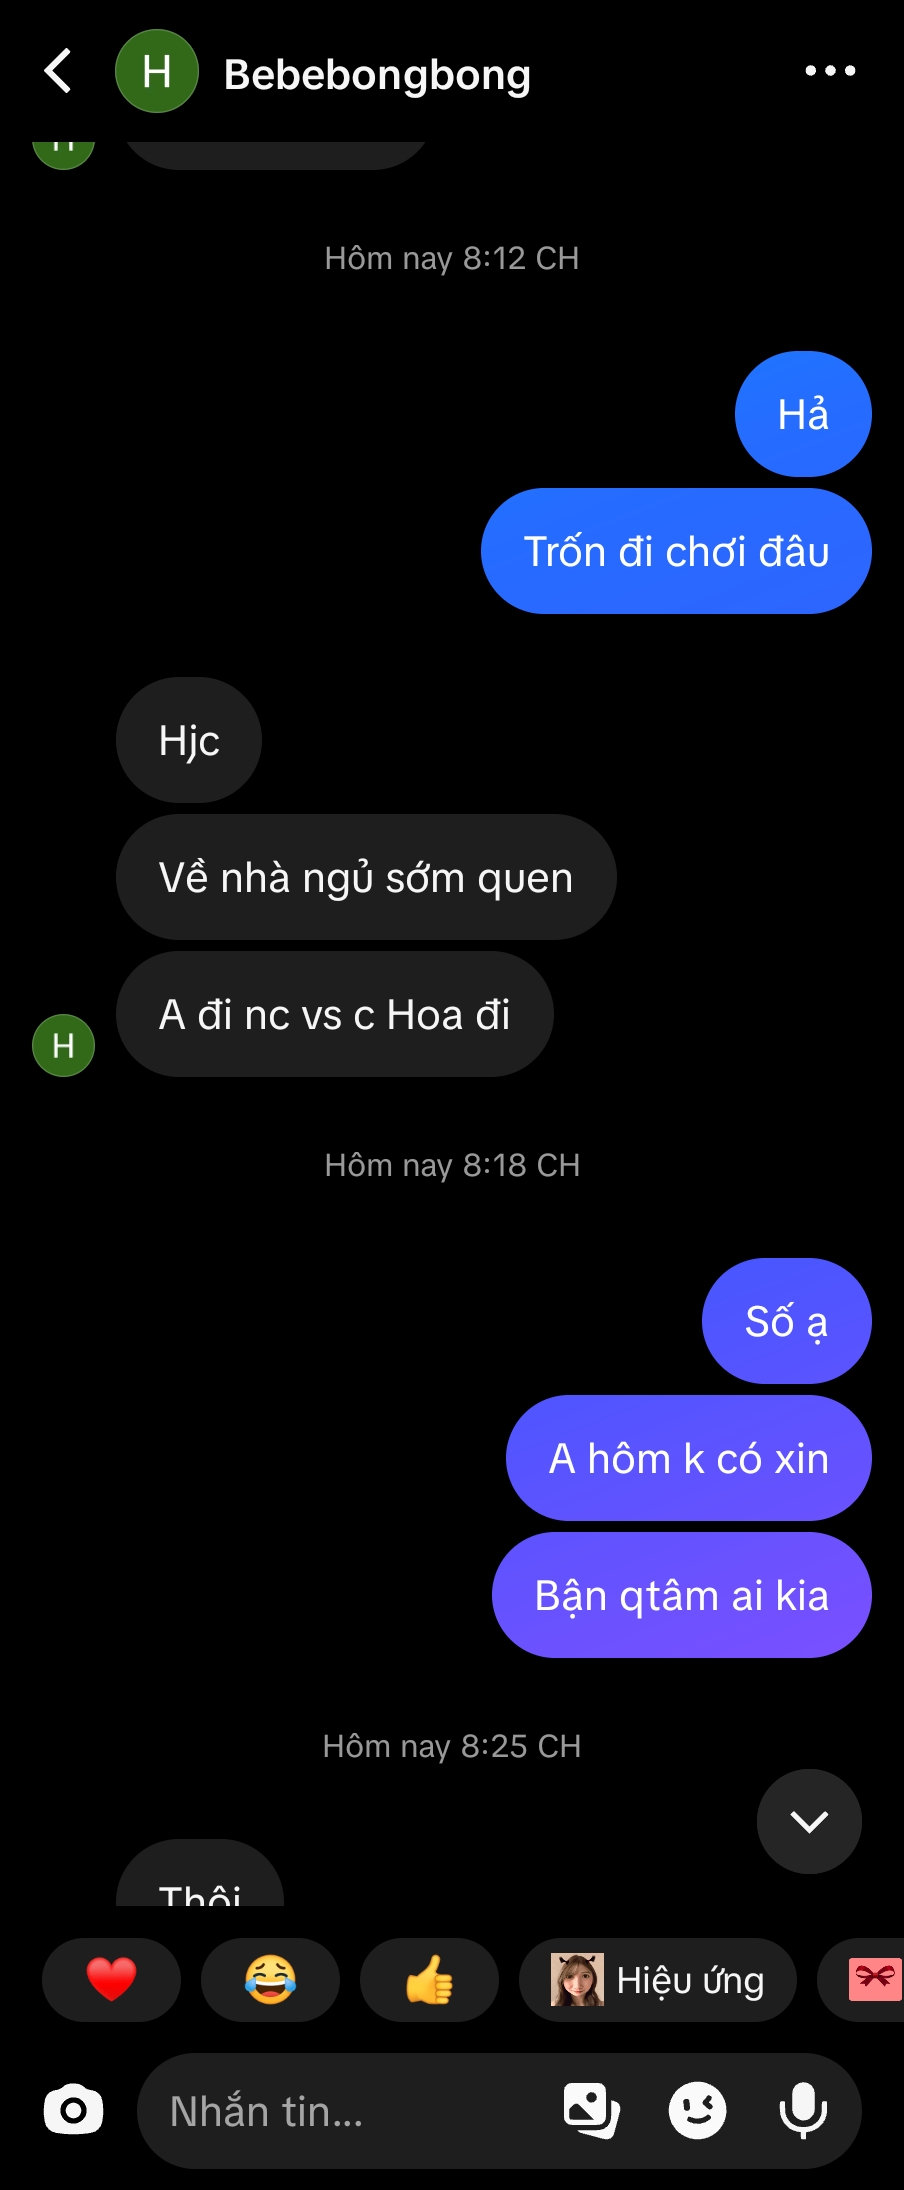 H
Bebebongbong
Hôm nay 8:12 CH
Hả
Trốn đi chơi đâu
Hjc
Về nhà ngủ sớm quen
A đi nc vs c Hoa đi
H
Hôm nay 8:18 CH
Số ạ
A hôm k có xin
Bận qtâm ai kia
Hôm nay 8:25 CH
Thôi
Hiệu ứng
Nhắn tin...